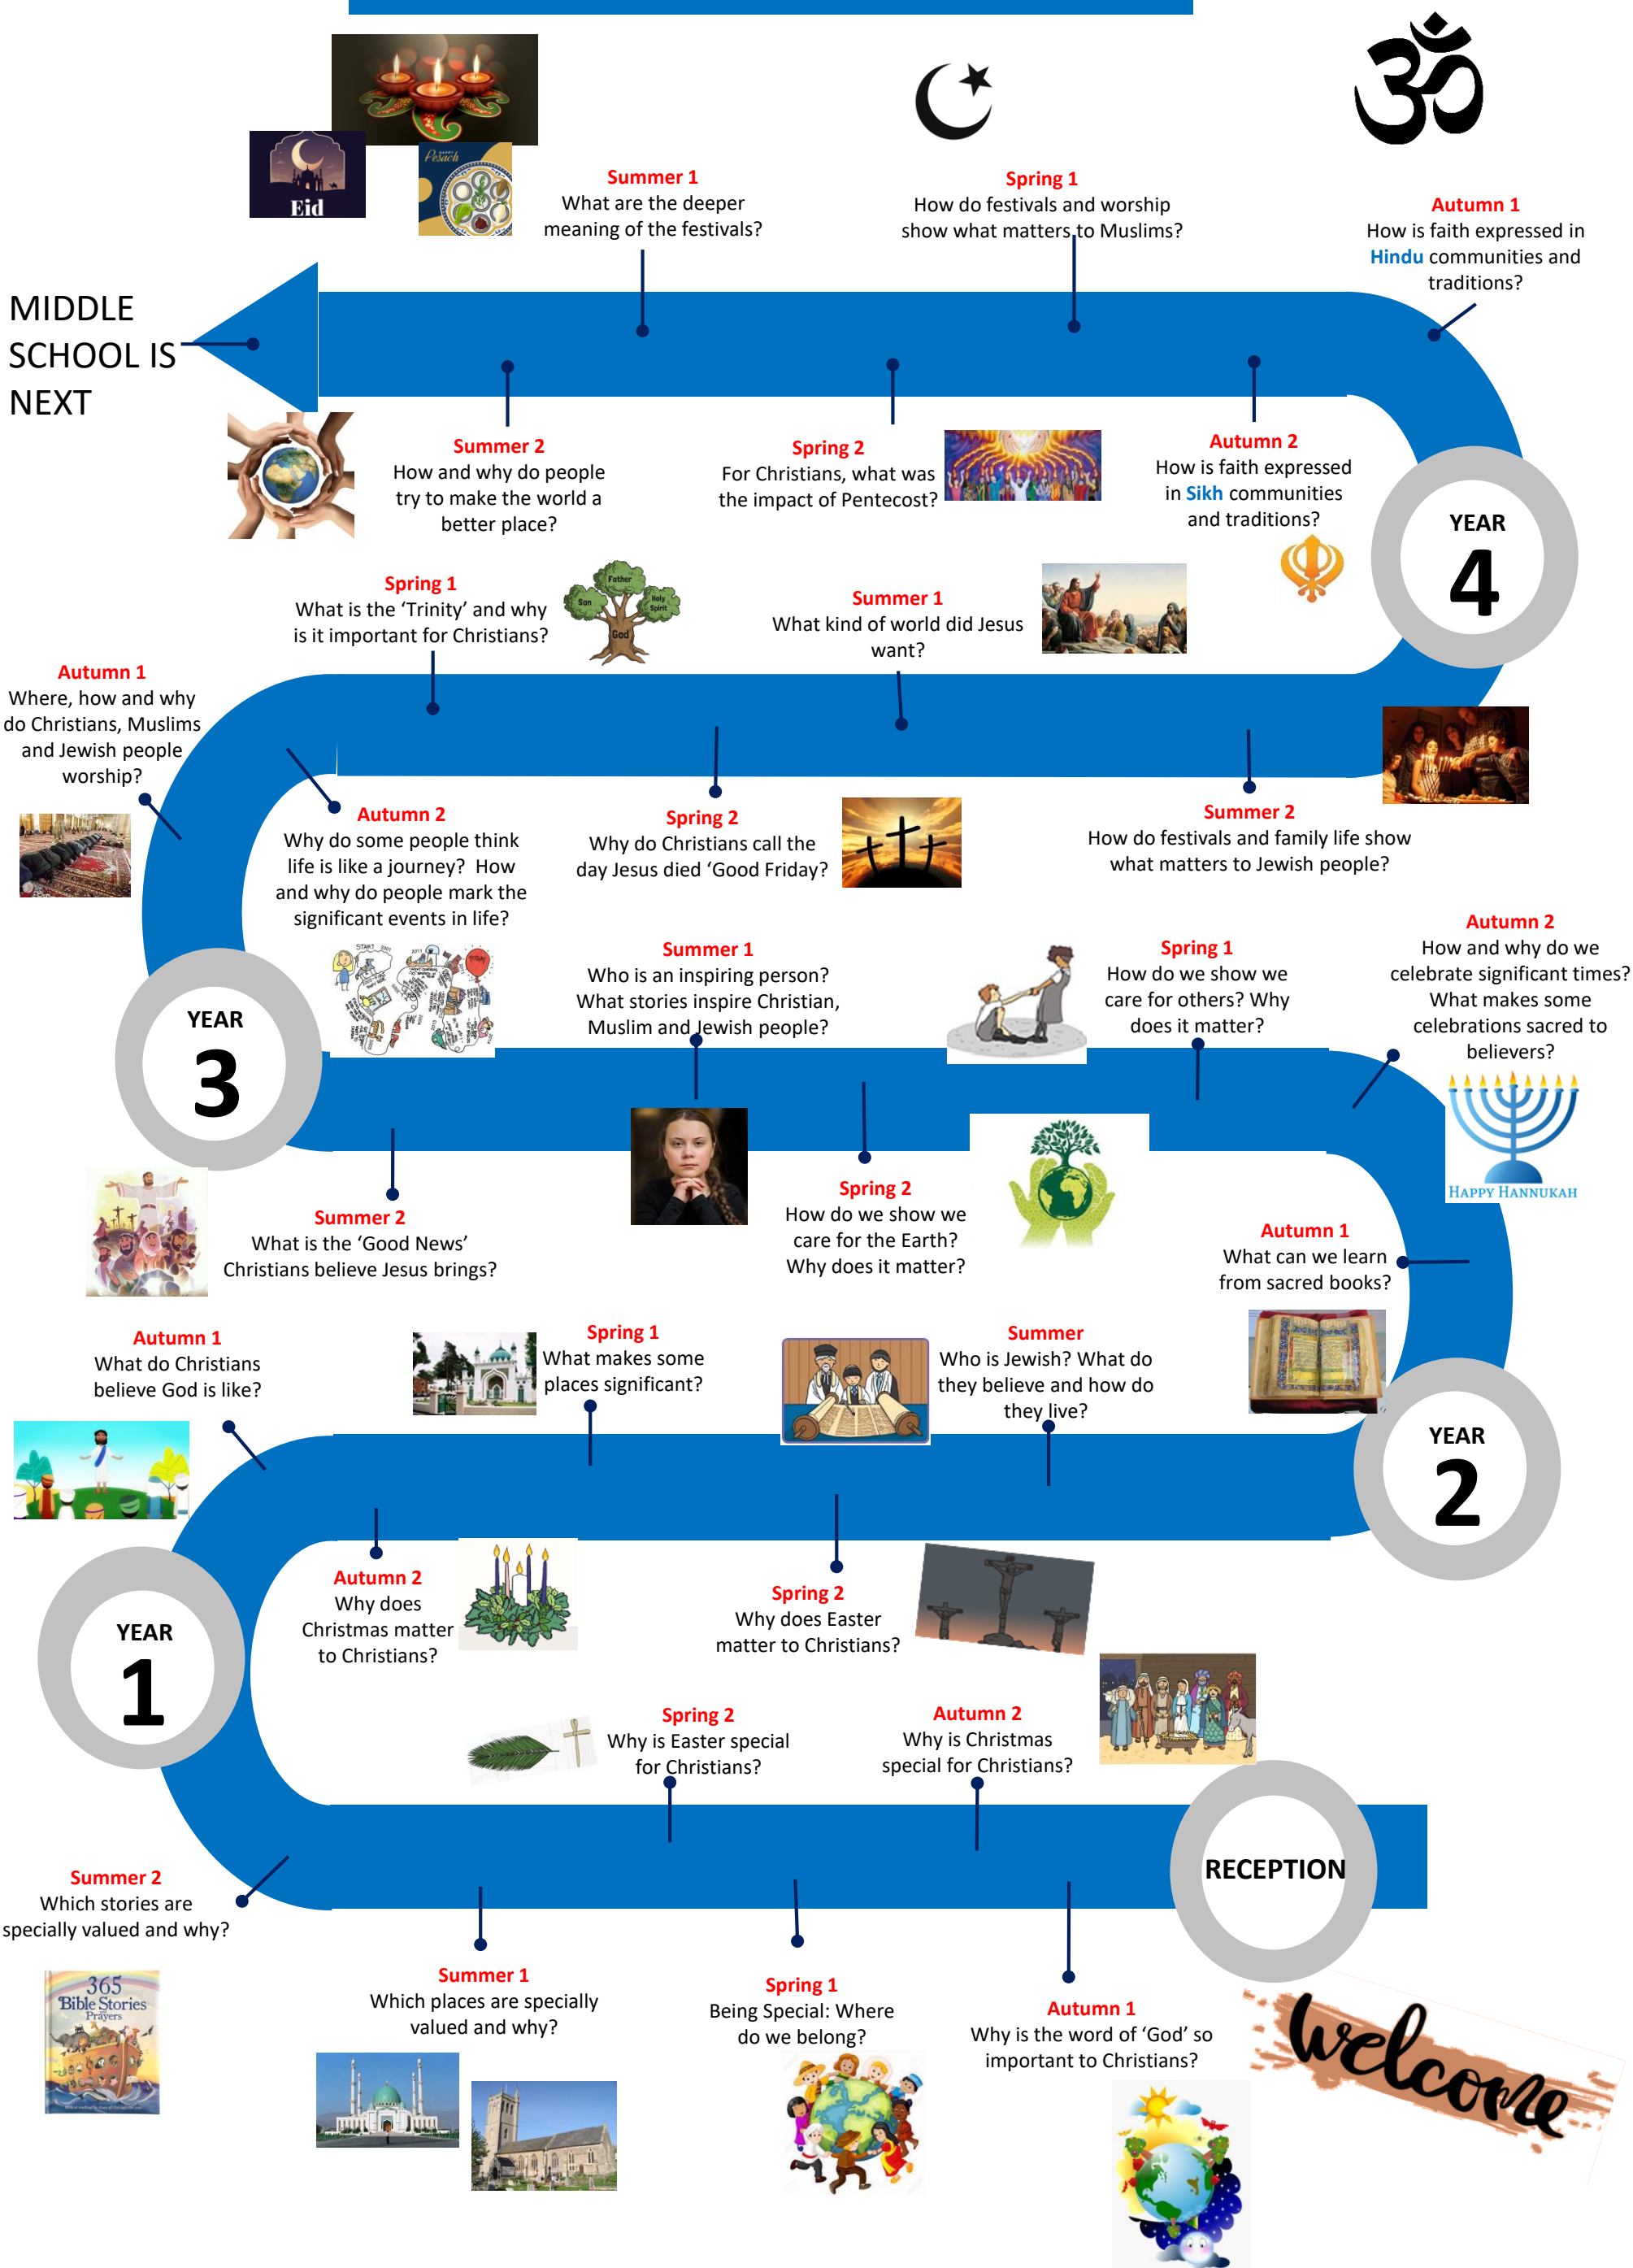 Eid
HAPPY
Pesach
Summer 1
What are the deeper
meaning of the festivals?
Spring 1
How do festivals and worship
show what matters to Muslims?
Autumn 1
How is faith expressed in
Hindu communities and
traditions?
MIDDLE
SCHOOL IS
NEXT
Summer 2
How and why do people
try to make the world a
better place?
Spring 2
For Christians, what was
the impact of Pentecost?
Autumn 2
How is faith expressed
in Sikh communities
and traditions?
YEAR
4
Spring 1
What is the ‘Trinity’ and why
is it important for Christians?
Father
Son
Holy
Spirit
God
Summer 1
What kind of world did Jesus
want?
Autumn 1
Where, how and why
do Christians, Muslims
and Jewish people
worship?
Autumn 2
Why do some people think
life is like a journey? How
and why do people mark the
significant events in life?
Spring 2
Why do Christians call the
day Jesus died ‘Good Friday?
Summer 2
How do festivals and family life show
what matters to Jewish people?
YEAR
3
START
Summer 1
Who is an inspiring person?
What stories inspire Christian,
Muslim and Jewish people?
Spring 1
How do we show we
care for others? Why
does it matter?
Autumn 2
How and why do we
celebrate significant times?
What makes some
celebrations sacred to
believers?
HAPPY HANNUKAH
Summer 2
What is the ‘Good News’
Christians believe Jesus brings?
Spring 2
How do we show we
care for the Earth?
Why does it matter?
Autumn 1
What can we learn
from sacred books?
Autumn 1
What do Christians
believe God is like?
Spring 1
What makes some
places significant?
Summer
Who is Jewish? What do
they believe and how do
they live?
YEAR
2
Autumn 2
Why does
Christmas matter
to Christians?
Spring 2
Why does Easter
matter to Christians?
YEAR
1
Spring 2
Why is Easter special
for Christians?
Autumn 2
Why is Christmas
special for Christians?
RECEPTION
Summer 2
Which stories are
specially valued and why?
365
Bible Stories
Prayers
Summer 1
Which places are specially
valued and why?
Spring 1
Being Special: Where
do we belong?
Autumn 1
Why is the word of ‘God’ so
important to Christians?
welcome